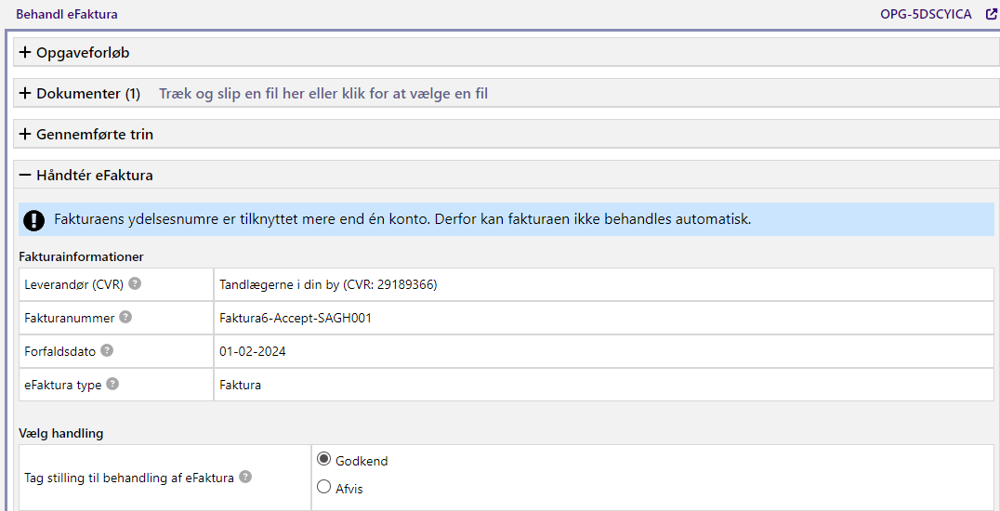 Behandl eFaktura OPG-5DSCYICA
Opgaveforløb
Dokumenter (1) Træk og slip en fil her eller klik for at vælge en fil
Gennemførte trin
Håndtér eFaktura
Fakturaens ydelsesnumre er tilknyttet mere end én konto. Derfor kan fakturaen ikke behandles automatisk.
Fakturainformationer
Leverandør (CVR) Tandlægerne i din by (CVR: 29189366)
Fakturanummer Faktura6-Accept-SAGH001
Forfaldsdato 01-02-2024
eFaktura type Faktura
Vælg handling
Tag stilling til behandling af eFaktura
Godkend
Afvis